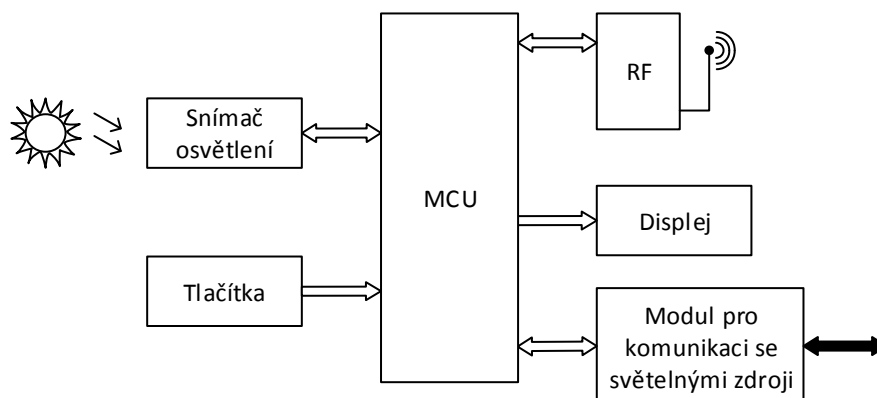 Snímač
osvětlení
Tlačítka
MCU
RF
Displej
Modul pro
komunikaci se
světelnými zdroji